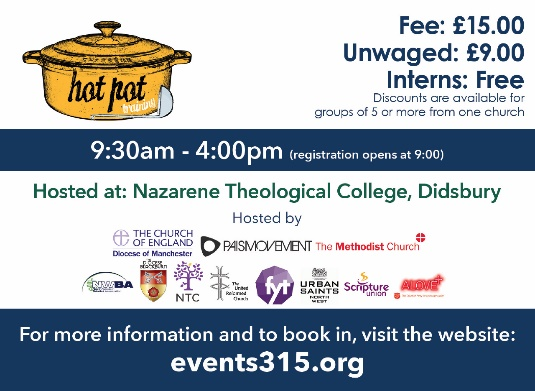 Fee: £15.00
Unwaged: £9.00
Interns: Free
Discounts are available for
groups of 5 or more from one church
hot pot
9:30am - 4:00pm (registration opens at 9:00)
Hosted at: Nazarene Theological College, Didsbury
Hosted by
THE CHURCH
OF ENGLAND
Diocese of Manchester
PAISMOVEMENT
The Methodist Church
NWBA
NTC
The
United
Reformed
Church
fyt
URBAN
SAINTS
NORTH
WEST
Scripture
union
ALOVE
For more information and to book in, visit the website:
events315.org